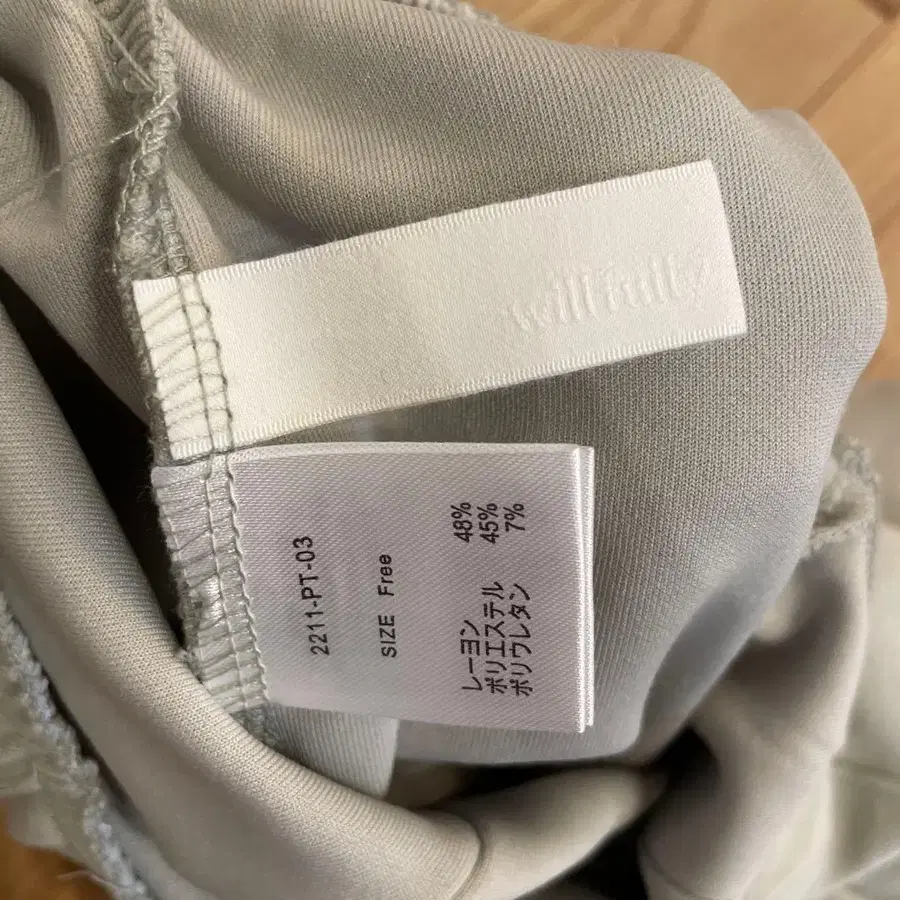 willfully
2211-PT-03
SIZE Free
レーヨン 48%
ポリエステル 45%
ポリウレタン 7%